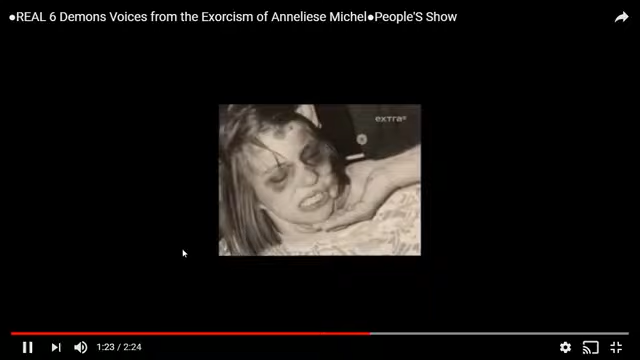 ●REAL 6 Demons Voices from the Exorcism of Anneliese Michel●People'S Show
extra
1:23 / 2:24